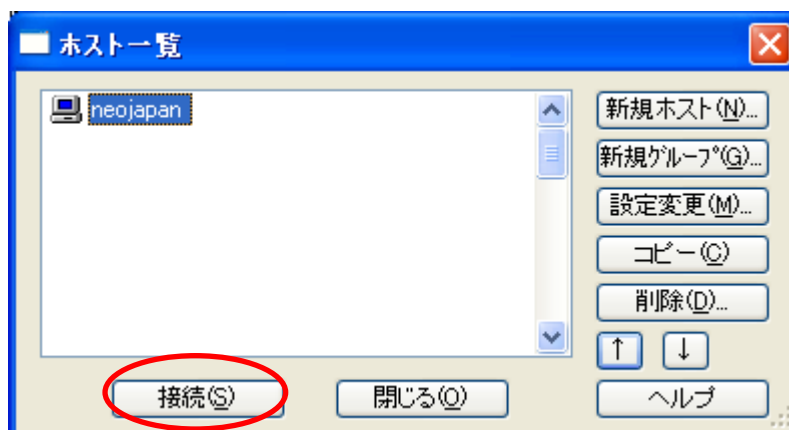 ホスト一覧
neojapan
新規ホスト(N)...
新規ｸﾞﾙｰﾌﾟ(G)...
設定変更(M)...
コピー(C)
削除(D)...
↑ ↓
接続(S) 閉じる(O) ヘルプ